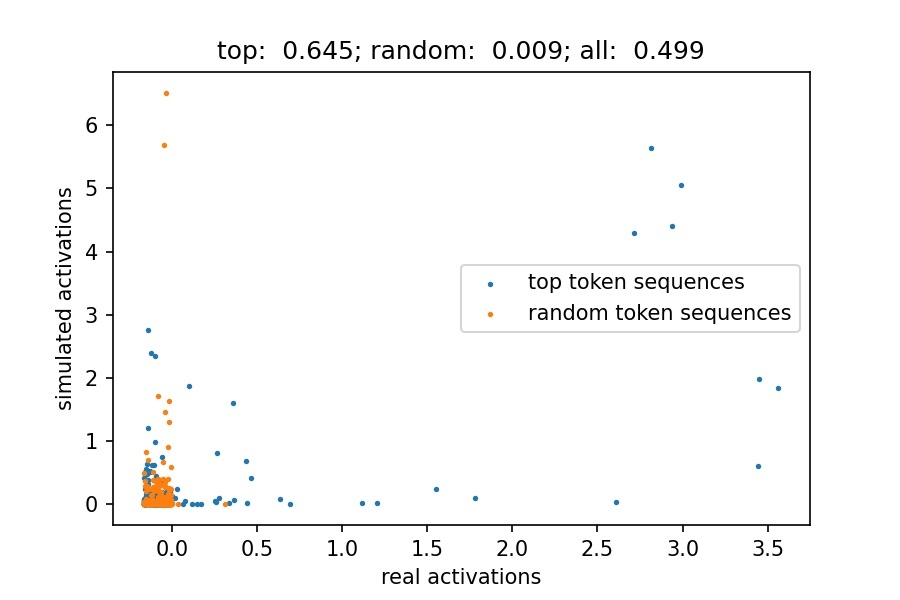 top:  0.645; random:  0.009; all:  0.499
simulated activations
6
5
4
3
2
1
0
top token sequences
random token sequences
0.0 0.5 1.0 1.5 2.0 2.5 3.0 3.5
real activations